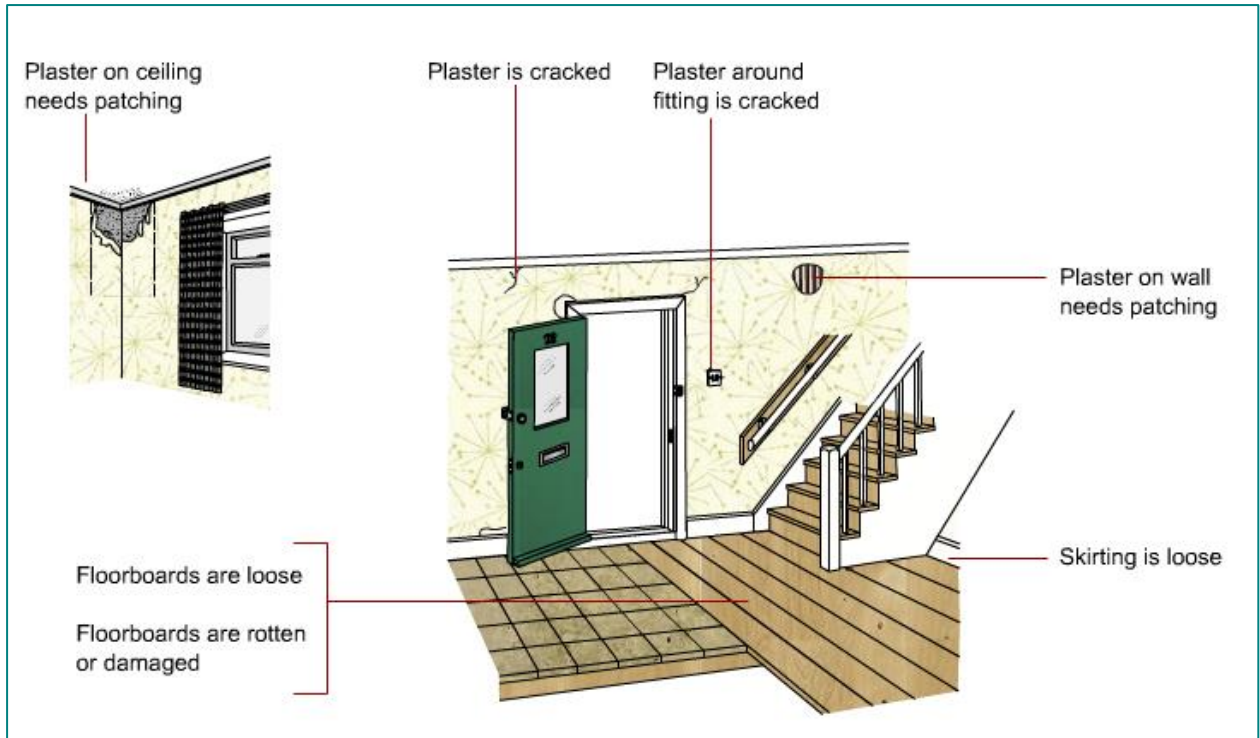 Plaster on ceiling
needs patching
Plaster is cracked
Plaster around
fitting is cracked
Plaster on wall
needs patching
Skirting is loose
Floorboards are loose
Floorboards are rotten
or damaged